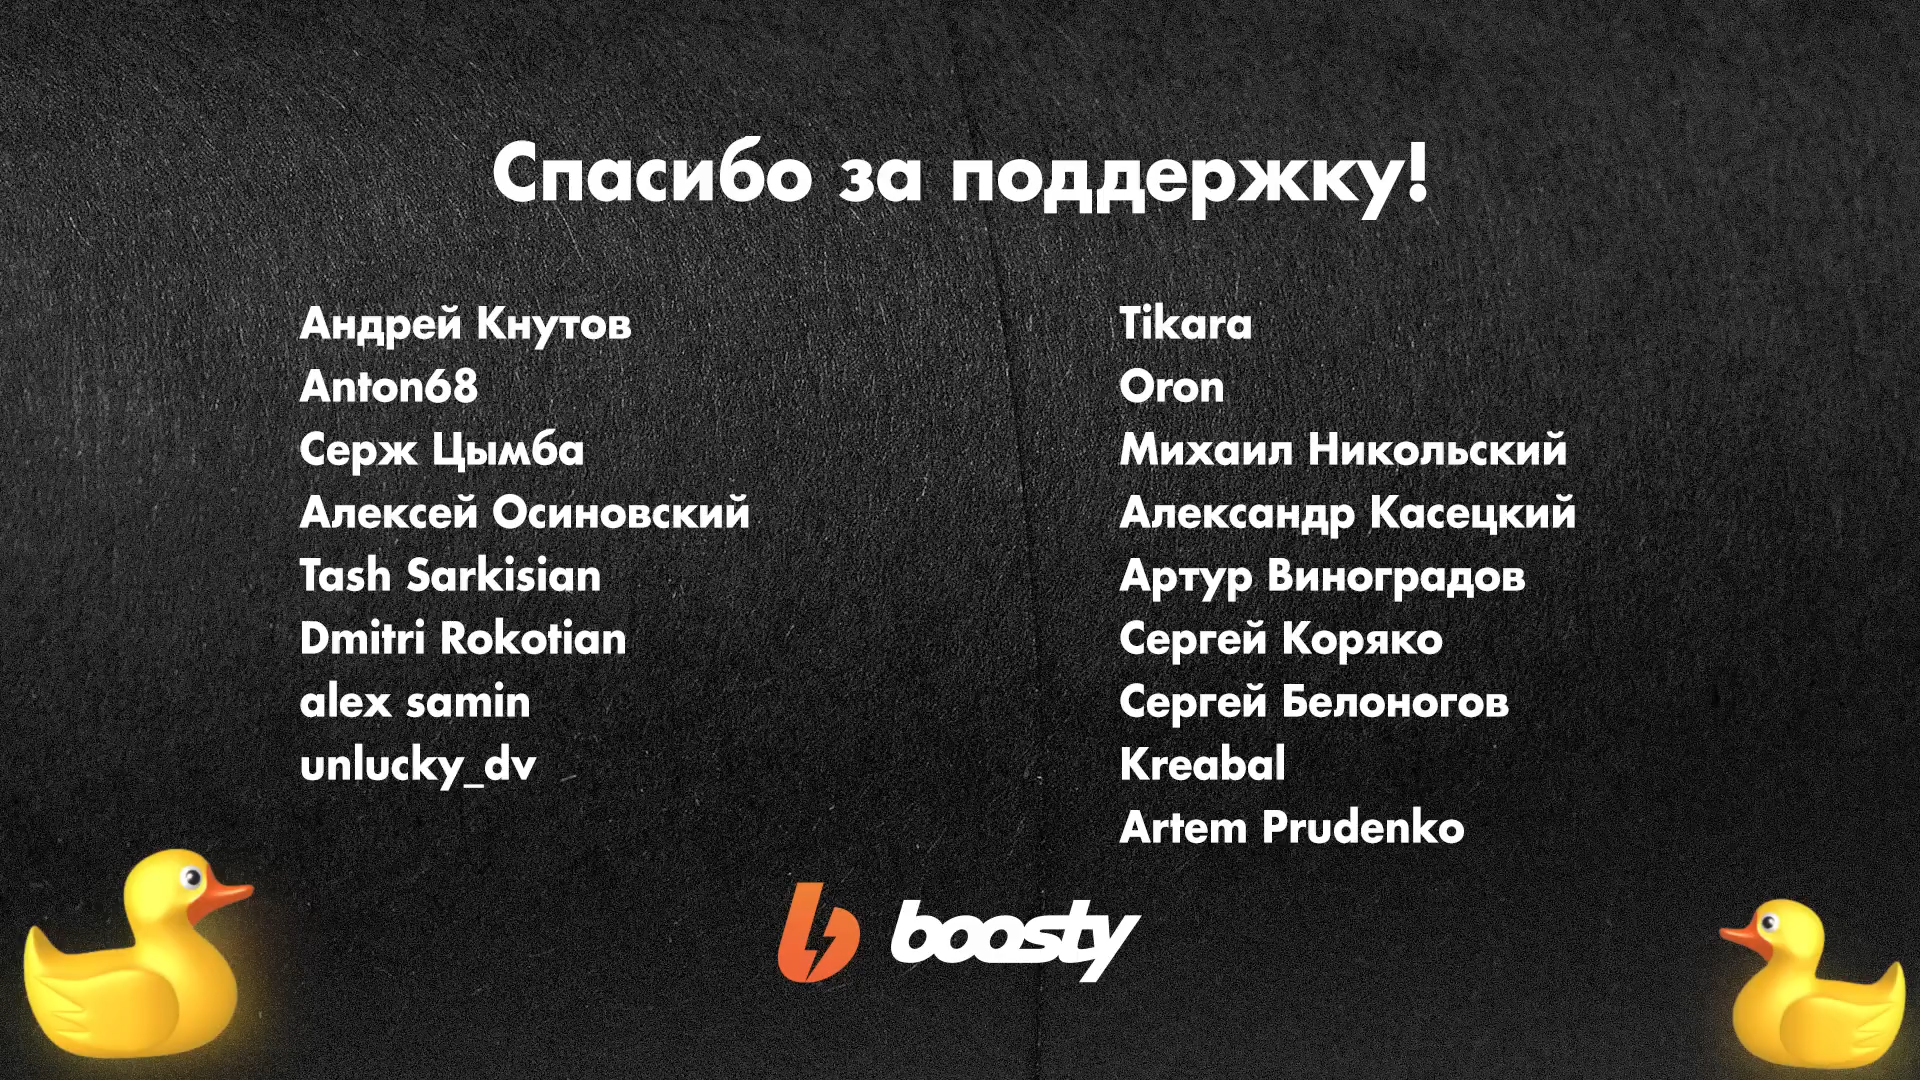 Спасибо за поддержку!
Андрей Кнутов
Anton68
Серж Цымба
Алексей Осиновский
Tash Sarkisian
Dmitri Rokotian
alex samin
unlucky_dv
Tikara
Oron
Михаил Никольский
Александр Касецкий
Артур Виноградов
Сергей Коряко
Сергей Белоногов
Kreabal
Artem Prudenko
boosty